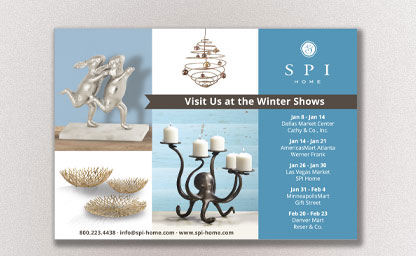 SPI
HOME
Visit Us at the Winter Shows
Jan 8 - Jan 14
Dallas Market Center
Cathy & Co., Inc.
Jan 14 - Jan 21
AmericasMart Atlanta
Werner Frank
Jan 26 - Jan 30
Las Vegas Market
SPI Home
Jan 31 - Feb 4
MinneapolisMart
Gift Street
Feb 20 - Feb 23
Denver Mart
Reser & Co.
800.223.4438 · info@spi-home.com · www.spi-home.com